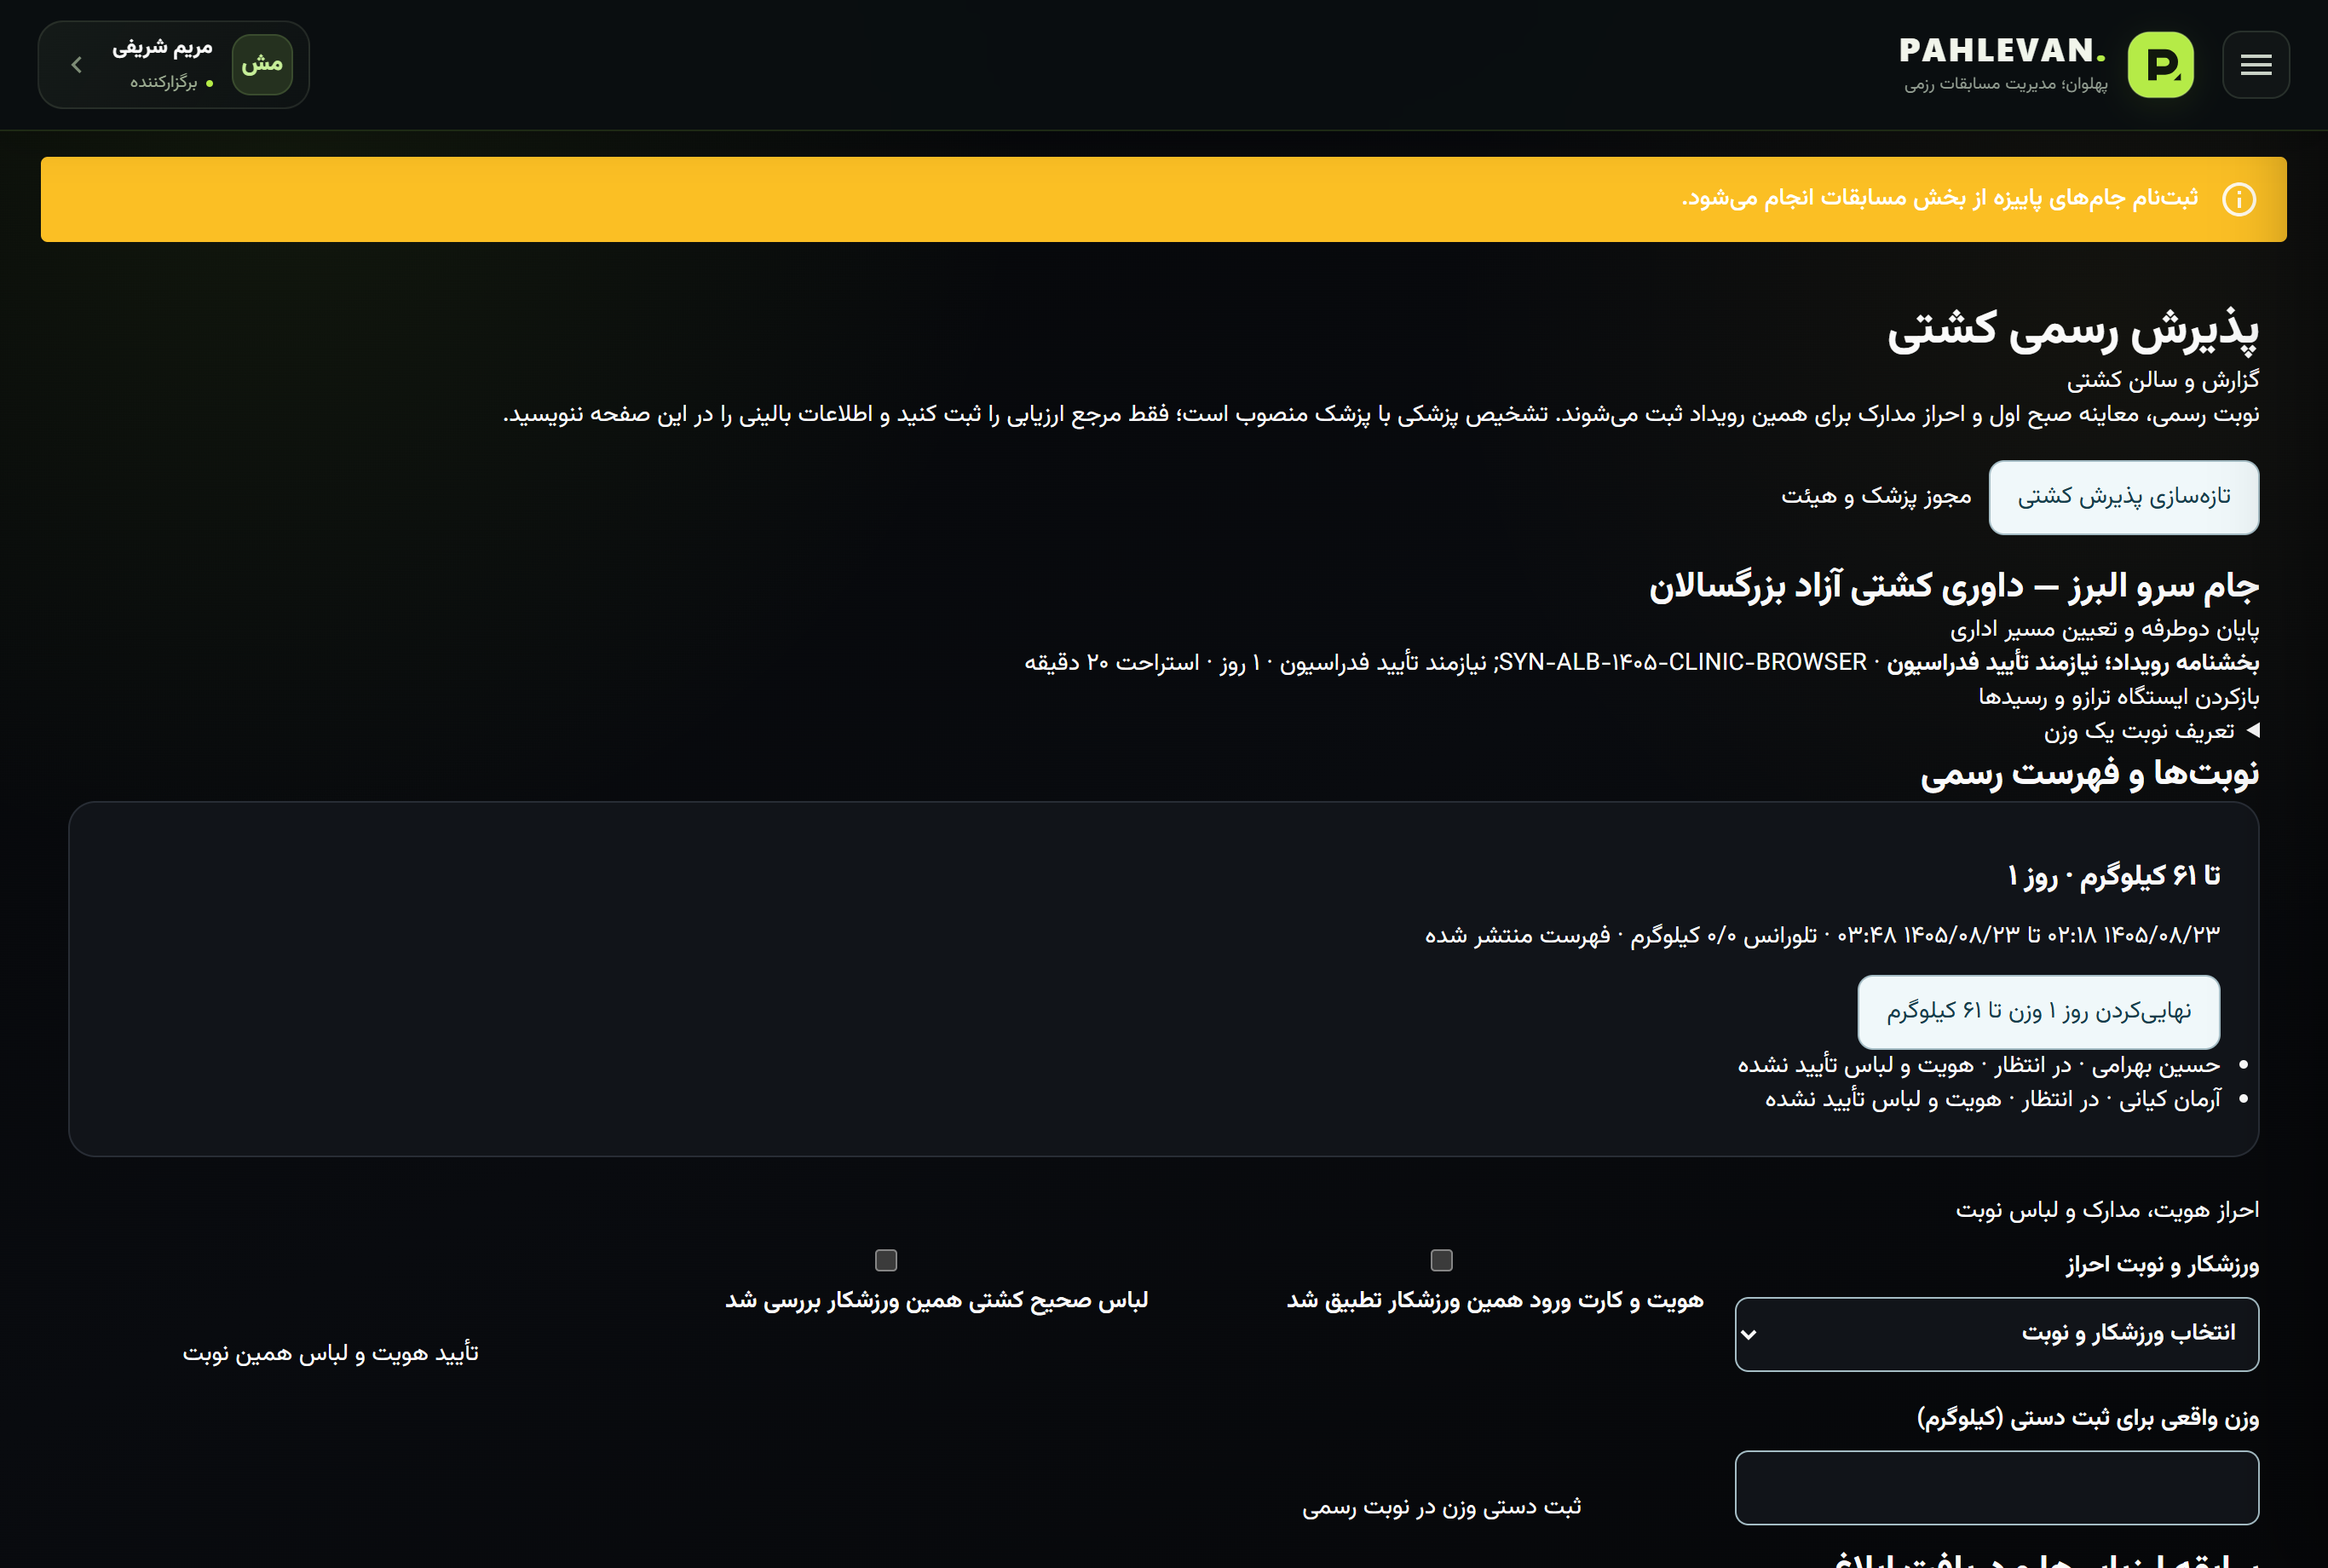 PAHLEVAN.
پهلوان؛ مدیریت مسابقات رزمی
مش
مریم شریفی
برگزارکننده
ثبت‌نام جام‌های پاییزه از بخش مسابقات انجام می‌شود.
پذیرش رسمی کشتی
گزارش و سالن کشتی
نوبت رسمی، معاینه صبح اول و احراز مدارک برای همین رویداد ثبت می‌شوند. تشخیص پزشکی با پزشک منصوب است؛ فقط مرجع ارزیابی را ثبت کنید و اطلاعات بالینی را در این صفحه ننویسید.
تازه‌سازی پذیرش کشتی
مجوز پزشک و هیئت
جام سرو البرز — داوری کشتی آزاد بزرگسالان
پایان دوطرفه و تعیین مسیر اداری
بخشنامه رویداد؛ نیازمند تأیید فدراسیون · SYN-ALB-۱۴۰۵-CLINIC-BROWSER; نیازمند تأیید فدراسیون · ۱ روز · استراحت ۲۰ دقیقه
بازکردن ایستگاه ترازو و رسیدها
تعریف نوبت یک وزن
نوبت‌ها و فهرست رسمی
تا ۶۱ کیلوگرم · روز ۱
۱۴۰۵/۰۸/۲۳ ۰۲:۱۸ تا ۱۴۰۵/۰۸/۲۳ ۰۳:۴۸ · تلورانس ۰/۰ کیلوگرم · فهرست منتشر شده
نهایی‌کردن روز ۱ وزن تا ۶۱ کیلوگرم
حسین بهرامی · در انتظار · هویت و لباس تأیید نشده
آرمان کیانی · در انتظار · هویت و لباس تأیید نشده
احراز هویت، مدارک و لباس نوبت
ورزشکار و نوبت احراز
انتخاب ورزشکار و نوبت
هویت و کارت ورود همین ورزشکار تطبیق شد
لباس صحیح کشتی همین ورزشکار بررسی شد
تأیید هویت و لباس همین نوبت
وزن واقعی برای ثبت دستی (کیلوگرم)
ثبت دستی وزن در نوبت رسمی